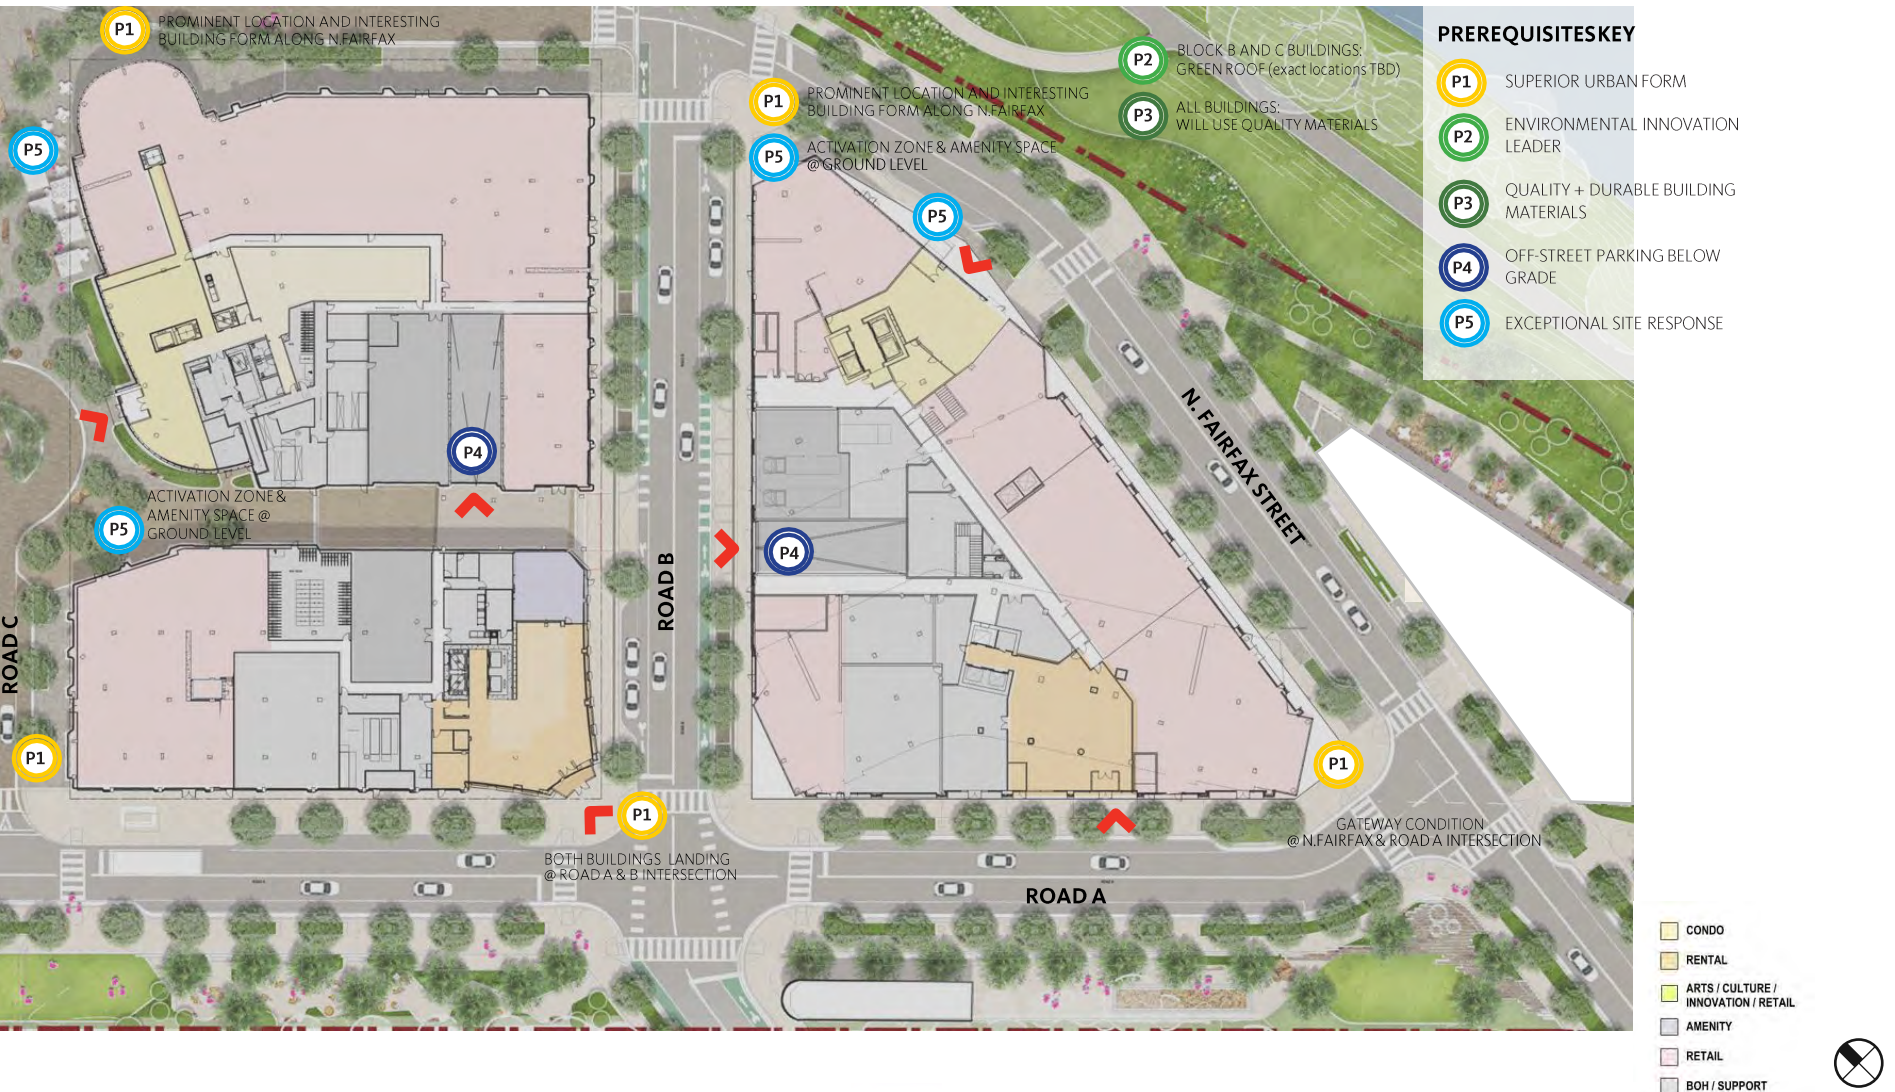 P1
PROMINENT LOCATION AND INTERESTING
BUILDING FORM ALONG N.FAIRFAX
P5
P1
PROMINENT LOCATION AND INTERESTING
BUILDING FORM ALONG N.FAIRFAX
P5
ACTIVATION ZONE & AMENITY SPACE
@ GROUND LEVEL
P5
P2
BLOCK B AND C BUILDINGS:
GREEN ROOF (exact locations TBD)
P3
ALL BUILDINGS:
WILL USE QUALITY MATERIALS
PREREQUISITES KEY
P1
SUPERIOR URBAN FORM
P2
ENVIRONMENTAL INNOVATION
LEADER
P3
QUALITY + DURABLE BUILDING
MATERIALS
P4
OFF-STREET PARKING BELOW
GRADE
P5
EXCEPTIONAL SITE RESPONSE
P4
P5
ACTIVATION ZONE &
AMENITY SPACE @
GROUND LEVEL
P4
N. FAIRFAX STREET
ROAD B
ROAD C
P1
P1
BOTH BUILDINGS LANDING
@ ROAD A & B INTERSECTION
P1
GATEWAY CONDITION
@ N.FAIRFAX & ROAD A INTERSECTION
ROAD A
CONDO
RENTAL
ARTS / CULTURE /
INNOVATION / RETAIL
AMENITY
RETAIL
BOH / SUPPORT